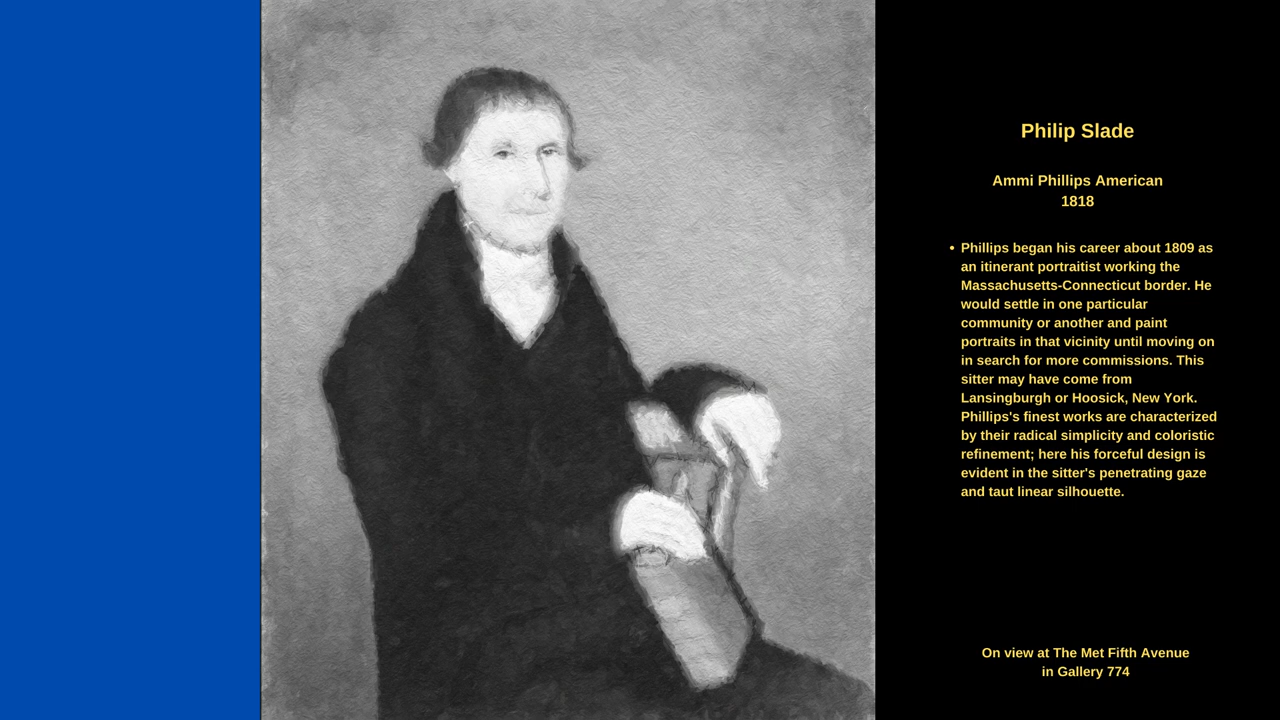 Philip Slade
Ammi Phillips American
1818
• Phillips began his career about 1809 as
an itinerant portraitist working the
Massachusetts-Connecticut border. He
would settle in one particular
community or another and paint
portraits in that vicinity until moving on
in search for more commissions. This
sitter may have come from
Lansingburgh or Hoosick, New York.
Phillips's finest works are characterized
by their radical simplicity and coloristic
refinement; here his forceful design is
evident in the sitter's penetrating gaze
and taut linear silhouette.
On view at The Met Fifth Avenue
in Gallery 774